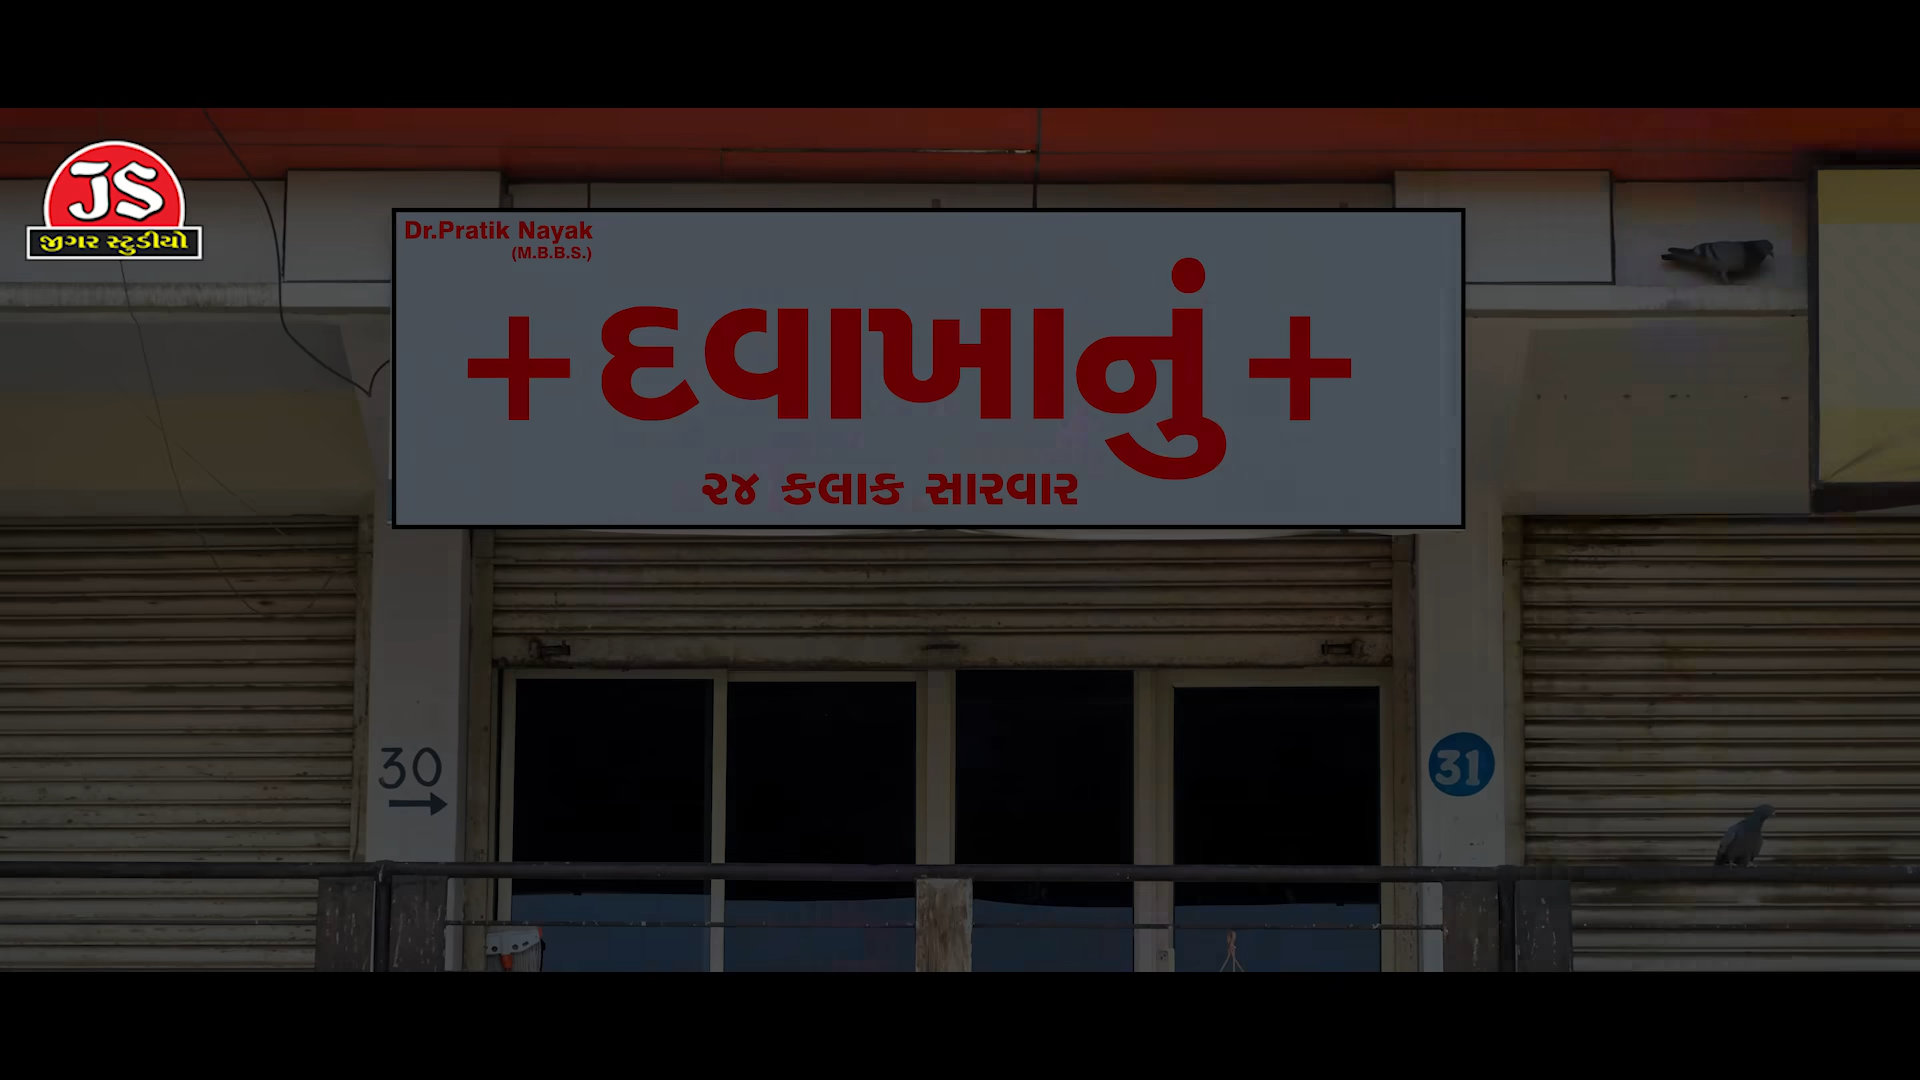 JS
જીગર સ્ટુડીયો
Dr.Pratik Nayak
(M.B.B.S.)
+દવાખાનું+
૨૪ કલાક સારવાર
30
31